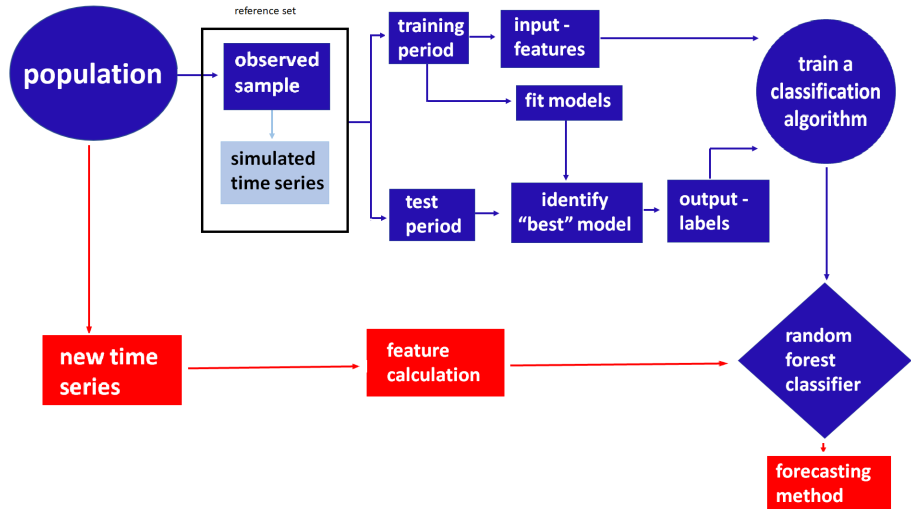 reference set
population
observed
sample
simulated
time series
training
period
input -
features
fit models
test
period
identify
“best” model
output -
labels
train a
classification
algorithm
new time
series
feature
calculation
random
forest
classifier
forecasting
method